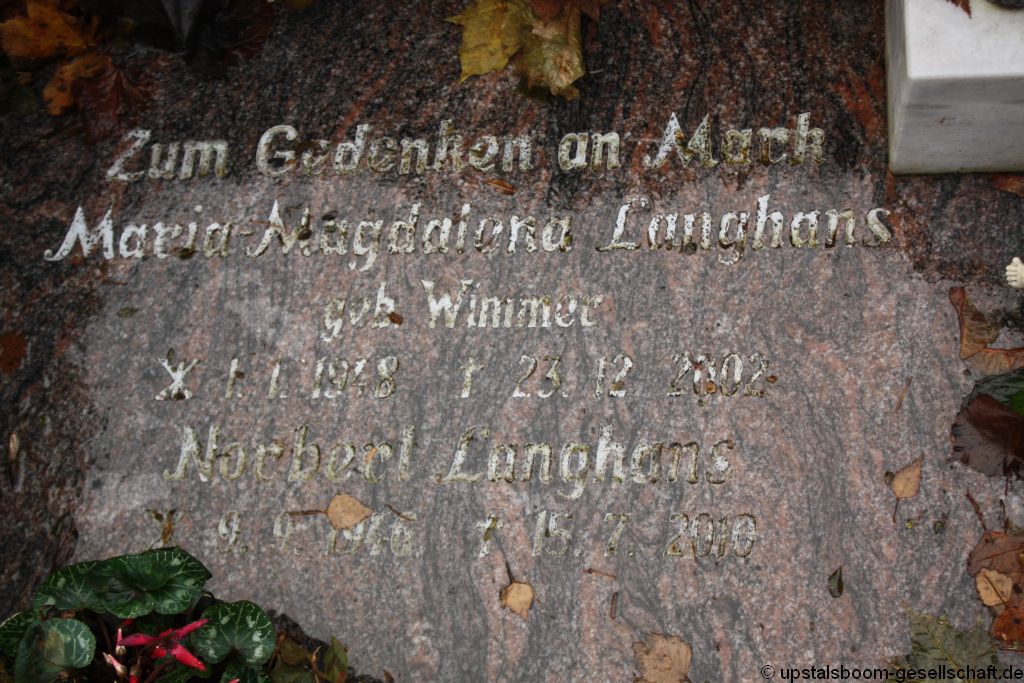 Zum Gedenken an Mach
Maria-Magdalena Langhans
geb. Wimmer
* 1. 1. 1948 † 23. 12. 2002
Norbert Langhans
* 9. 9. 1946 † 15. 7. 2010
© upstalsboom-gesellschaft.de